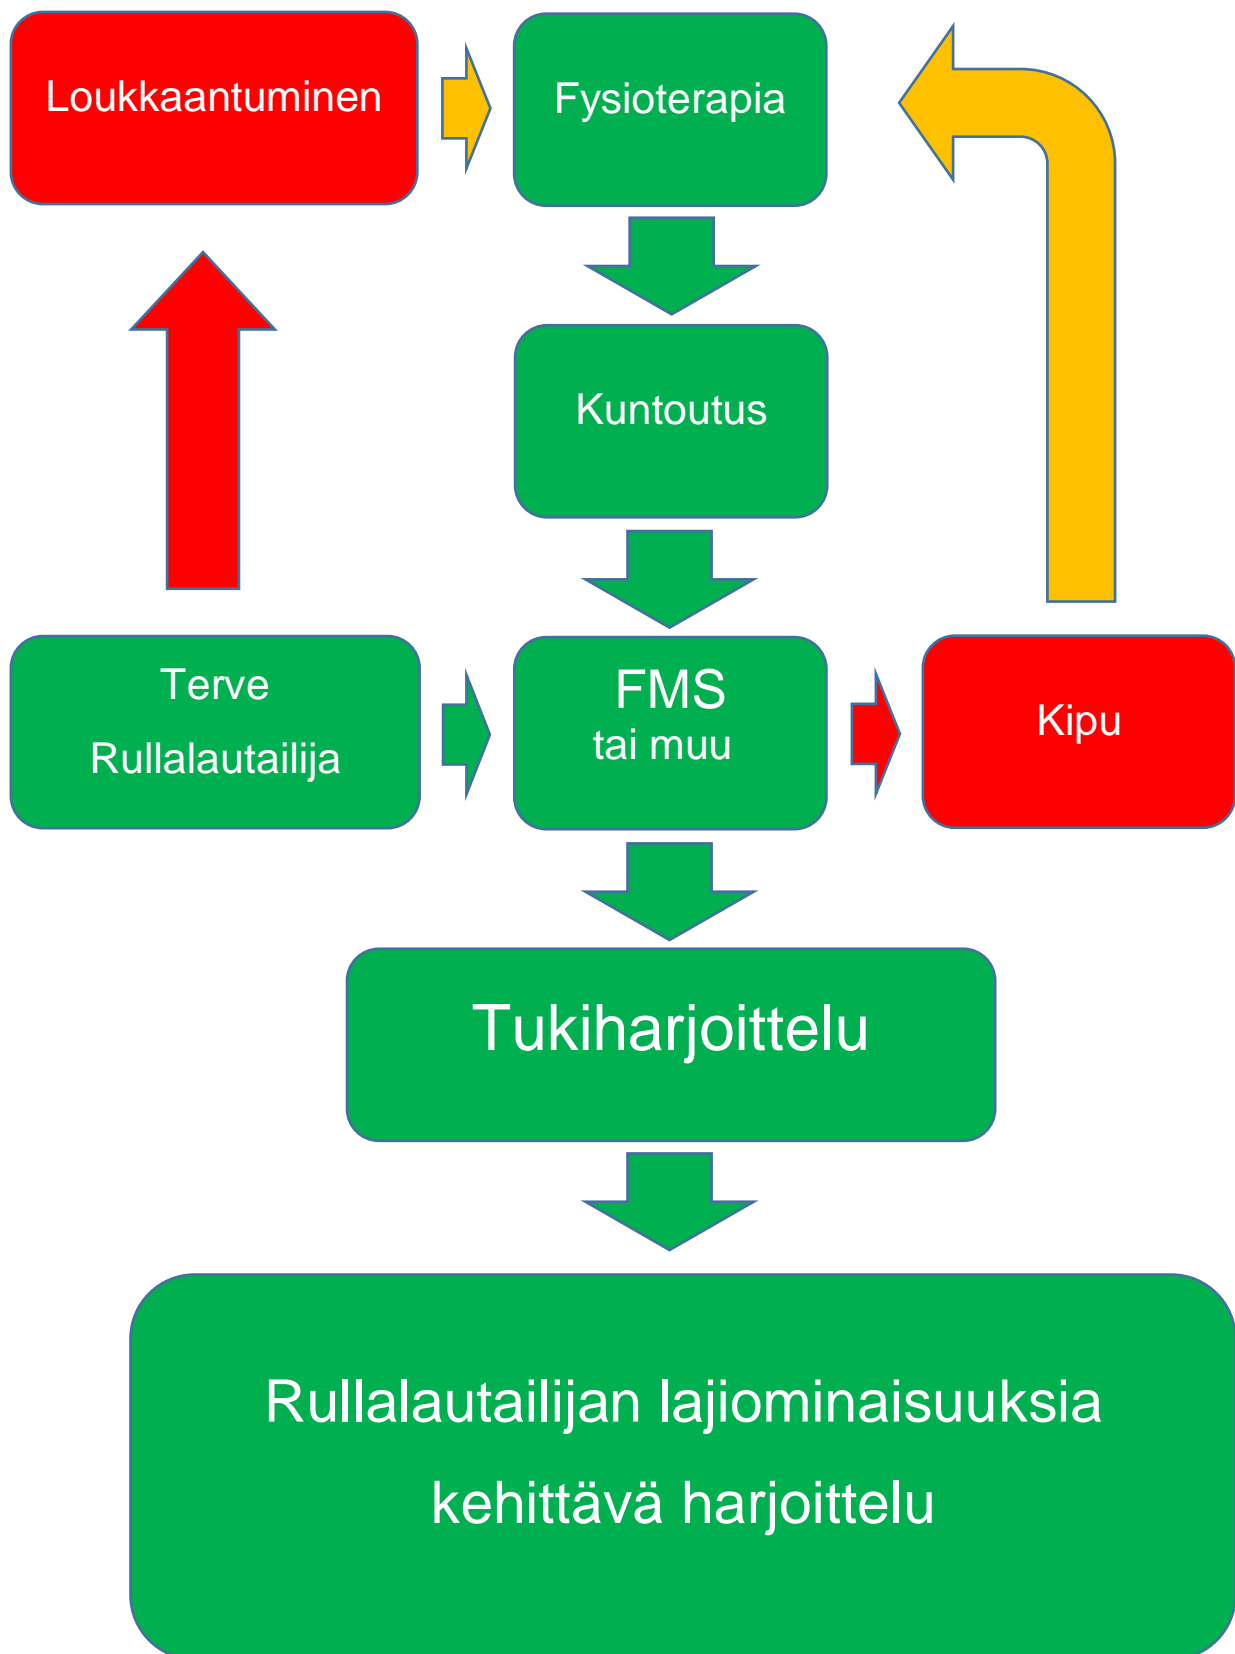 Loukkaantuminen
Fysioterapia
Kuntoutus
Terve
Rullalautailija
FMS
tai muu
Kipu
Tukiharjoittelu
Rullalautailijan lajiominaisuuksia
kehittävä harjoittelu